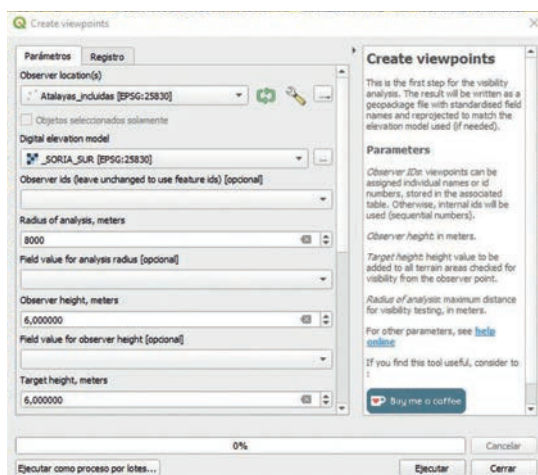 Create viewpoints
Parámetros
Registro
Observer location(s)
Atalayas_incluidas [EPSG:25830]
...
Objetos seleccionados solamente
Digital elevation model
_SORIA_SUR [EPSG:25830]
...
Observer ids (leave unchanged to use feature ids) [opcional]
Radius of analysis, meters
8000
Field value for analysis radius [opcional]
Observer height, meters
6,000000
Field value for observer height [opcional]
Target height, meters
6,000000
Create viewpoints
This is the first step for the visibility
analysis. The result will be written as a
geopackage file with standardised field
names and reprojected to match the
elevation model used (if needed).
Parameters
Observer IDs: viewpoints can be
assigned individual names or id
numbers, stored in the associated
table. Otherwise, internal ids will be
used (sequential numbers).
Observer height: in meters.
Target height: height value to be
added to all terrain areas checked for
visibility from the observer point.
Radius of analysis: maximum distance
for visibility testing, in meters.
For other parameters, see help
online
If you find this tool useful, consider to
:
Buy me a coffee
0%
Cancelar
Ejecutar como proceso por lotes...
Ejecutar
Cerrar